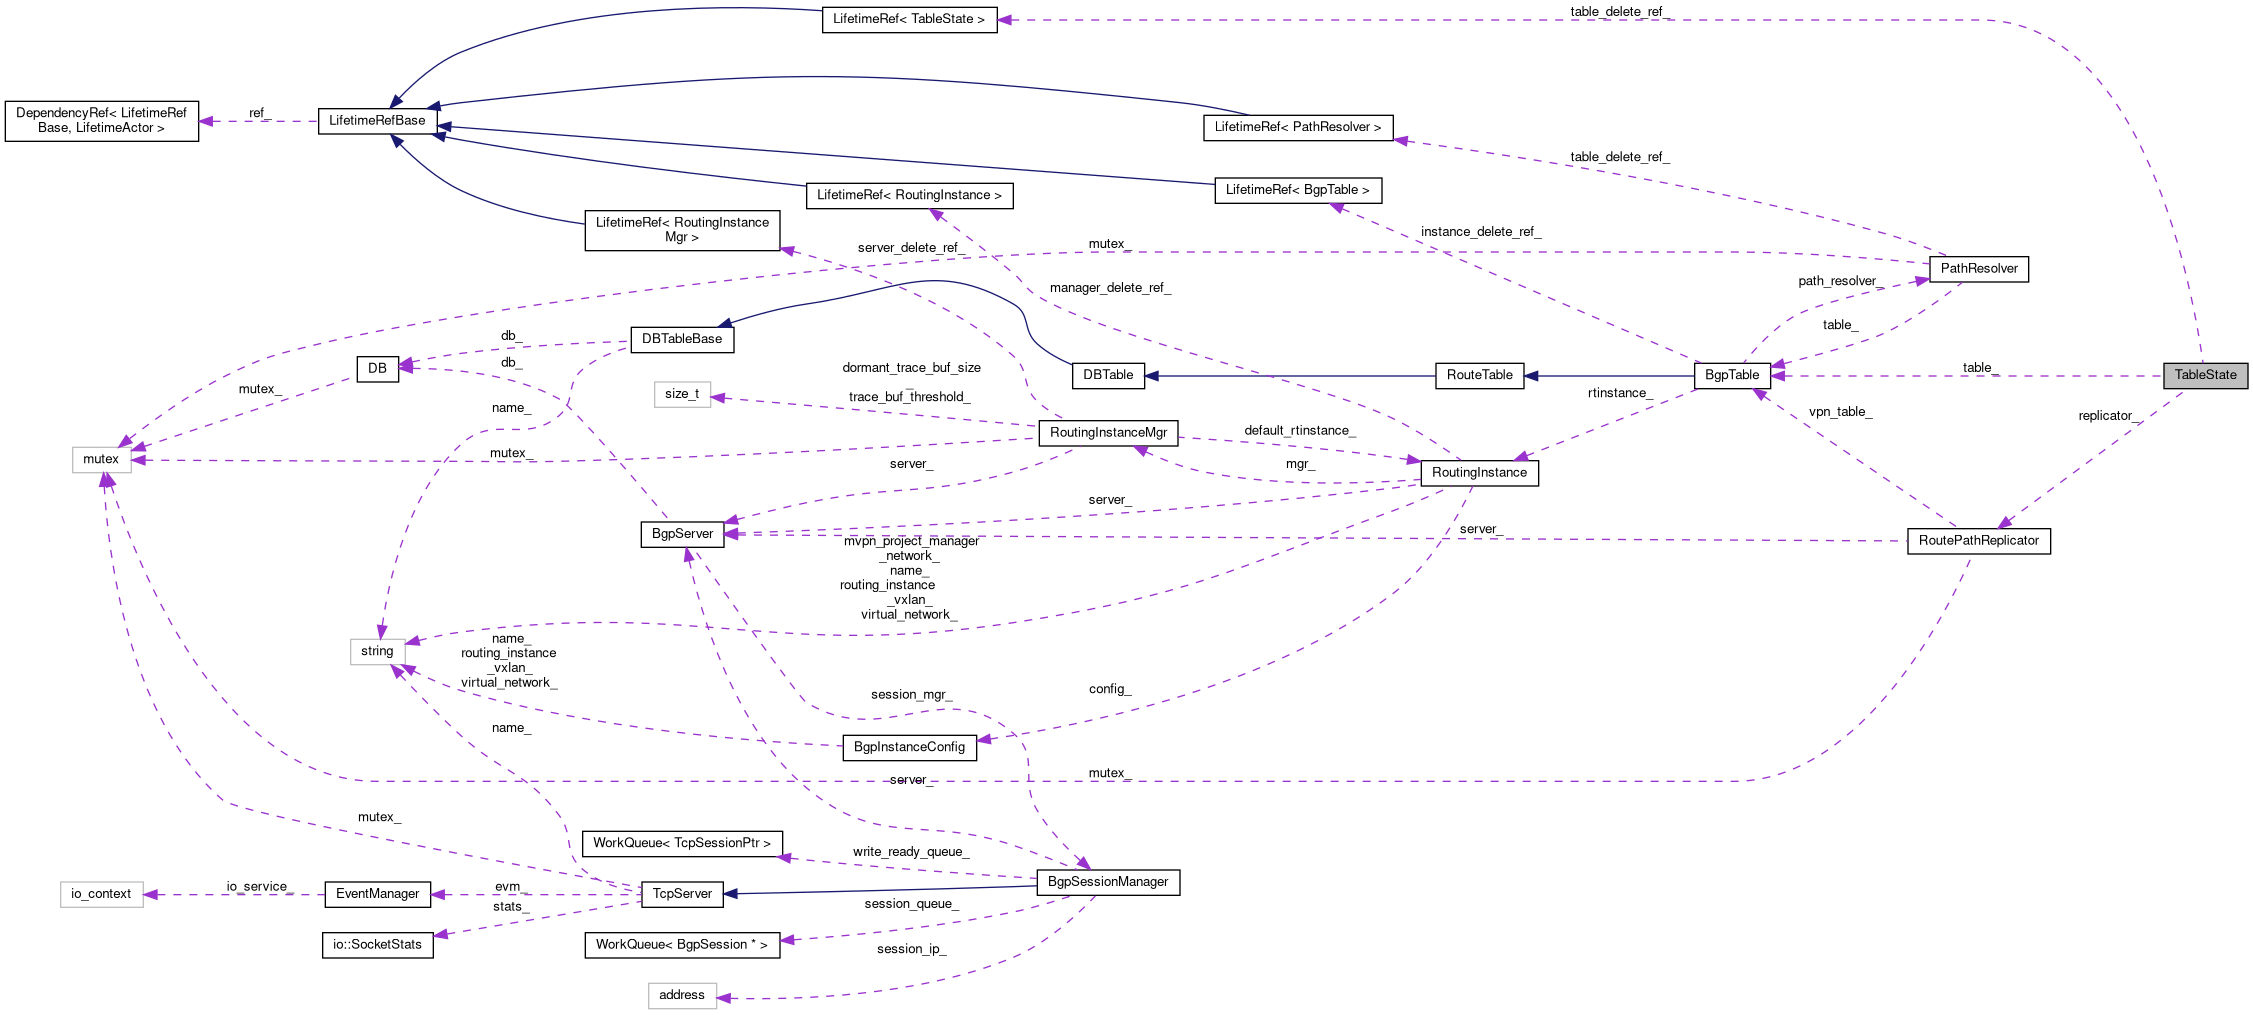 LifetimeRef< TableState >
table_delete_ref_
DependencyRef< LifetimeRef
Base, LifetimeActor >
ref_
LifetimeRefBase
LifetimeRef< PathResolver >
table_delete_ref_
LifetimeRef< RoutingInstance >
LifetimeRef< BgpTable >
LifetimeRef< RoutingInstance
Mgr >
server_delete_ref_
mutex_
instance_delete_ref_
PathResolver
manager_delete_ref_
path_resolver_
table_
DBTableBase
db_
db_
DB
mutex_
dormant_trace_buf_size
_
trace_buf_threshold_
size_t
DBTable
RouteTable
BgpTable
table_
TableState
rtinstance_
name_
vpn_table_
replicator_
RoutingInstanceMgr
default_rtinstance_
mutex
mutex_
server_
mgr_
RoutingInstance
server_
BgpServer
server_
RoutePathReplicator
mvpn_project_manager
_network_
name_
routing_instance
_vxlan_
virtual_network_
string
name_
routing_instance
_vxlan_
virtual_network_
session_mgr_
config_
name_
BgpInstanceConfig
server_
mutex_
mutex_
WorkQueue< TcpSessionPtr >
write_ready_queue_
io_context
io_service_
EventManager
evm_
TcpServer
BgpSessionManager
stats_
session_queue_
io::SocketStats
WorkQueue< BgpSession * >
session_ip_
address